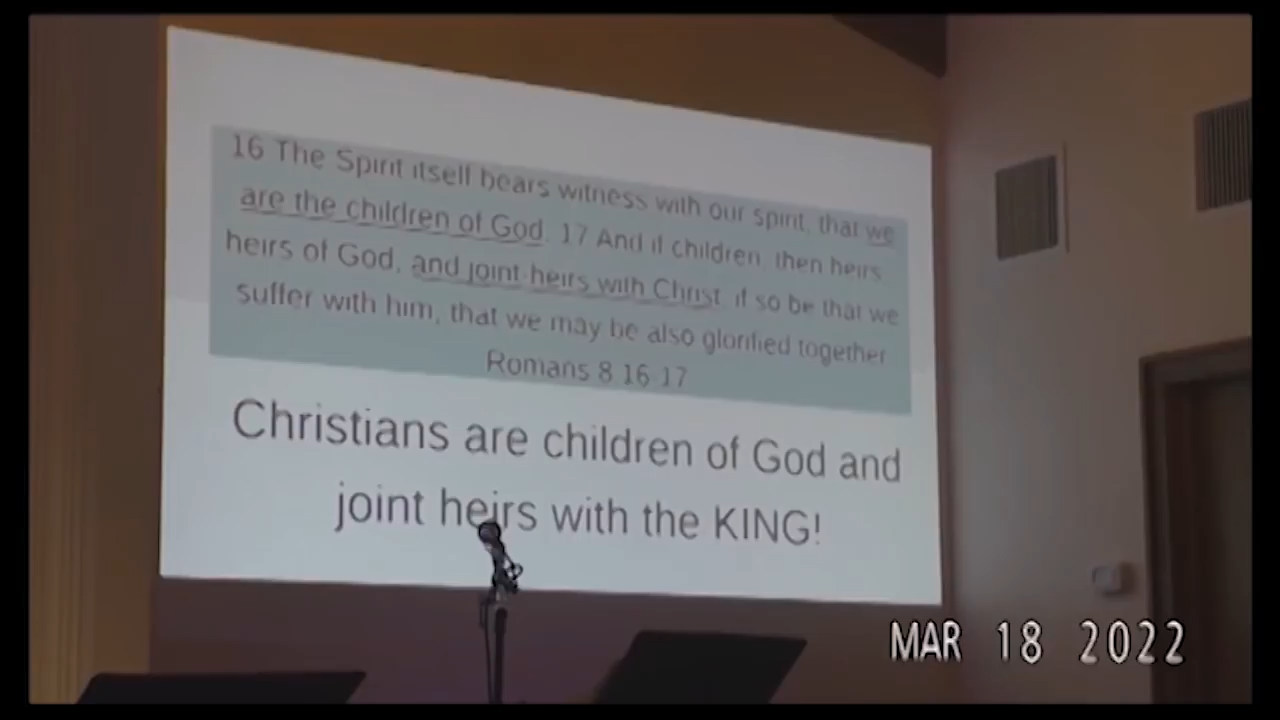 16 The Spirit itself bears witness with our spirit, that we
are the children of God. 17 And if children, then heirs
heirs of God, and joint-heirs with Christ, if so be that we
suffer with him, that we may be also glorified together
Romans 8 16-17
Christians are children of God and
joint heirs with the KING!
MAR 18 2022